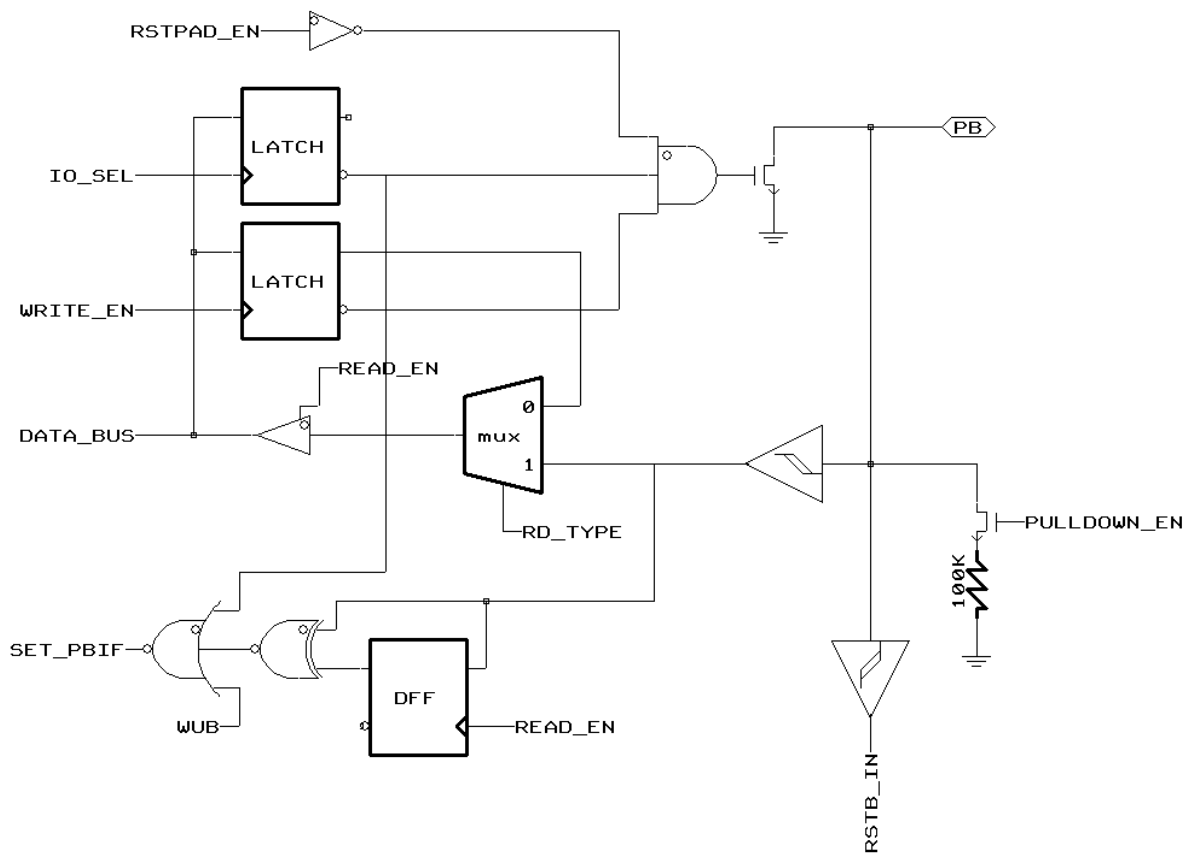 RSTPAD_EN
LATCH
PB
IO_SEL
LATCH
WRITE_EN
READ_EN
0
DATA_BUS
mux
1
RD_TYPE
PULLDOWN_EN
100K
SET_PBIF
DFF
WUB
READ_EN
RSTB_IN